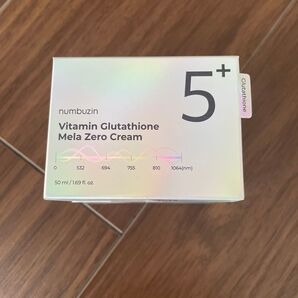 numbuzin
5+
Glutathione
Vitamin Glutathione
Mela Zero Cream
0 532 694 755 810 1064(nm)
50 ml / 1.69 fl. oz.